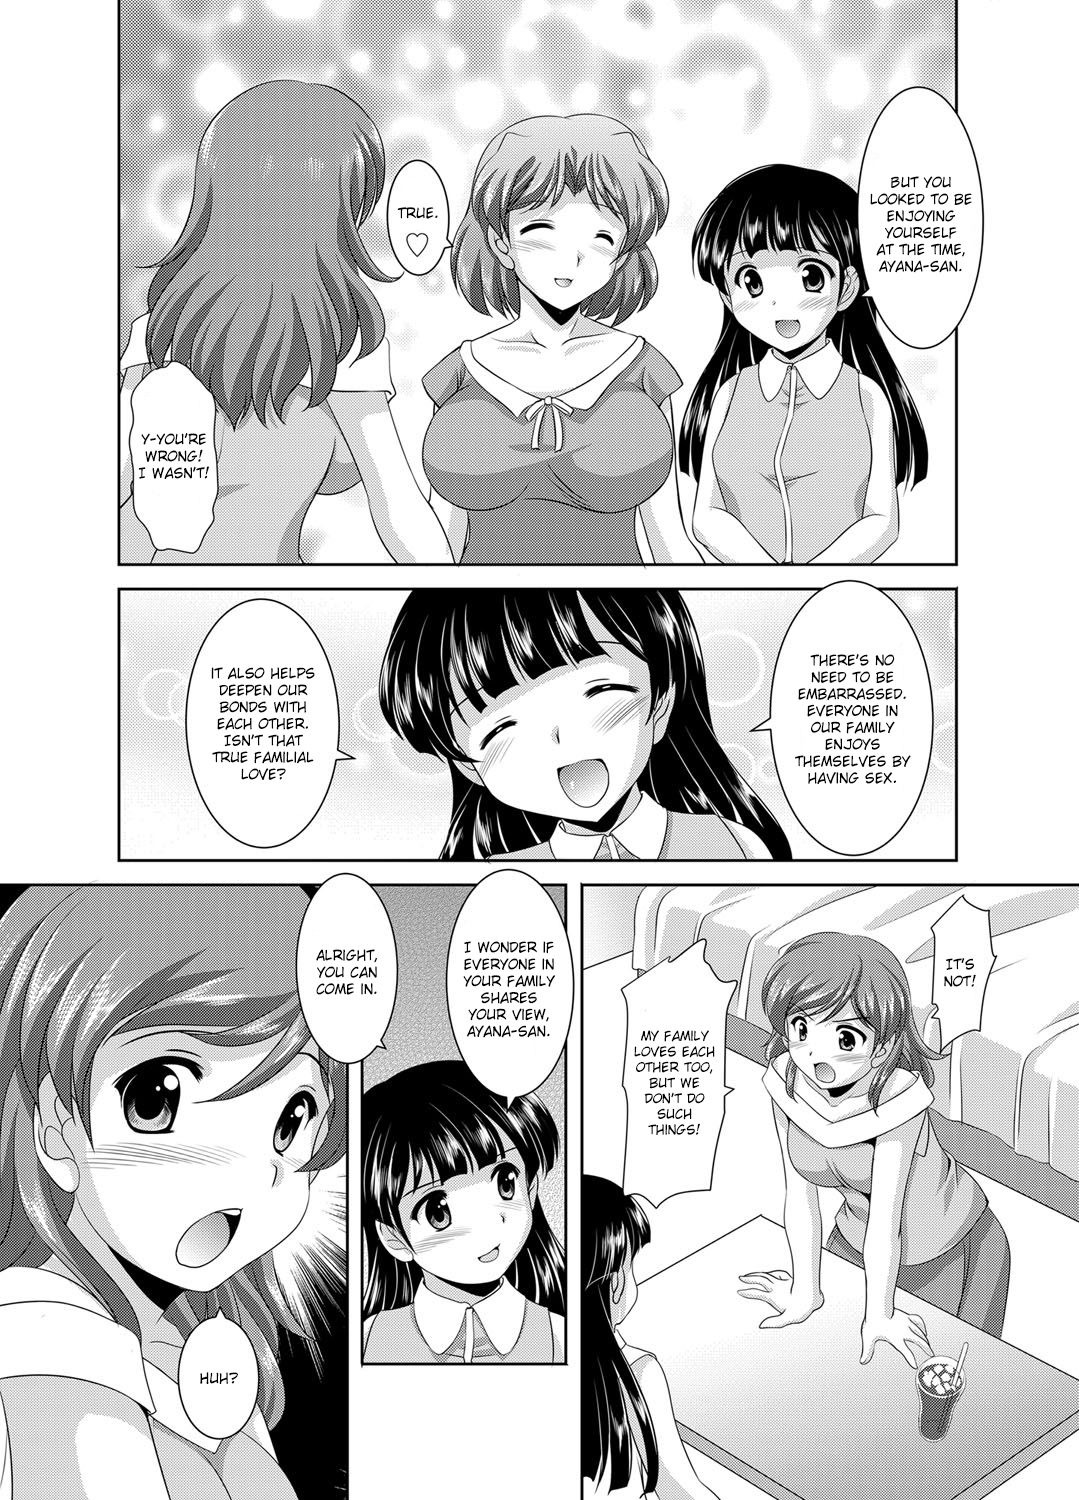 BUT YOU
LOOKED TO BE
ENJOYING
YOURSELF
AT THE TIME,
AYANA-SAN.
TRUE.
♡
Y-YOU'RE
WRONG!
I WASN'T!
THERE'S NO
NEED TO BE
EMBARRASSED.
EVERYONE IN
OUR FAMILY
ENJOYS
THEMSELVES BY
HAVING SEX.
IT ALSO HELPS
DEEPEN OUR
BONDS WITH
EACH OTHER.
ISN'T THAT
TRUE FAMILIAL
LOVE?
IT'S
NOT!
MY FAMILY
LOVES EACH
OTHER TOO,
BUT WE
DON'T DO
SUCH
THINGS!
I WONDER IF
EVERYONE IN
YOUR FAMILY
SHARES
YOUR VIEW,
AYANA-SAN.
ALRIGHT,
YOU CAN
COME IN.
HUH?